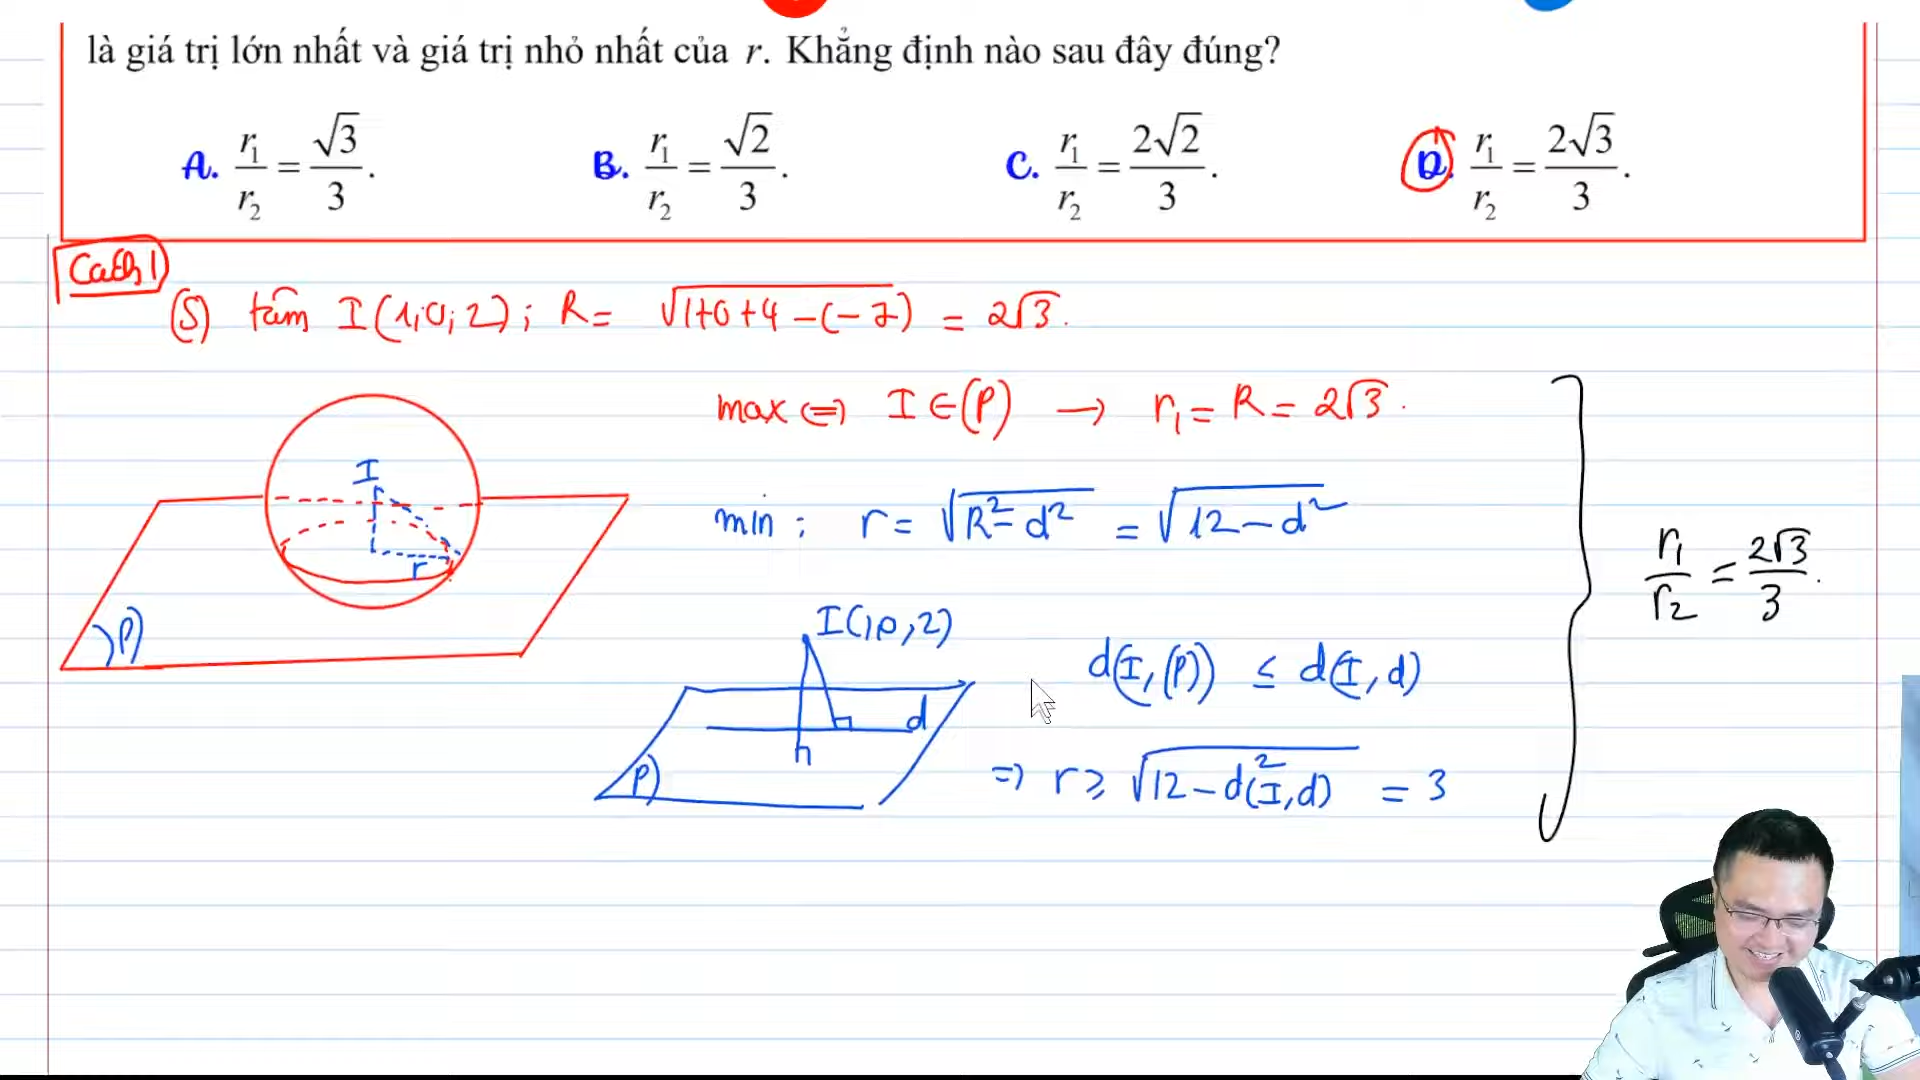 là giá trị lớn nhất và giá trị nhỏ nhất của r. Khẳng định nào sau đây đúng?
A. r₁/r₂ = √3/3. B. r₁/r₂ = √2/3. C. r₁/r₂ = 2√2/3. D. r₁/r₂ = 2√3/3.
Cách 1
(S) tâm I(1;0;2); R = √(1+0+4-(-7)) = 2√3.
max ⇔ I ∈ (P) → r₁ = R = 2√3.
I
r
P)
min: r = √(R² - d²) = √(12 - d²)
r₁/r₂ = 2√3/3.
I(1,0,2)
d
h
P)
d(I,(P)) ≤ d(I,d)
⇒ r ≥ √(12 - d²(I,d)) = 3